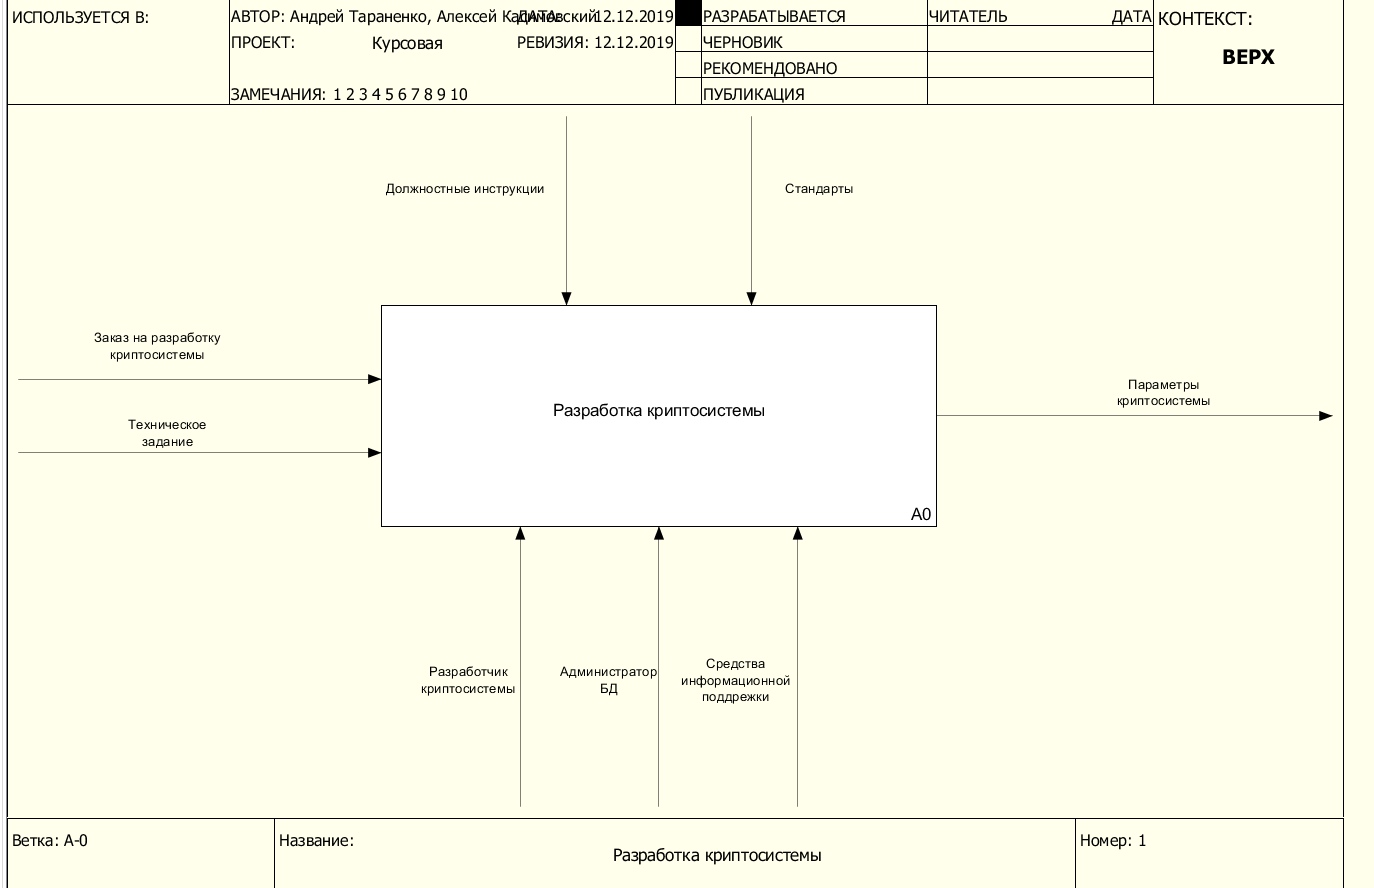 ИСПОЛЬЗУЕТСЯ В:
АВТОР: Андрей Тараненко, Алексей Кадимовский
ДАТА: 12.12.2019
РАЗРАБАТЫВАЕТСЯ
ЧИТАТЕЛЬ
ДАТА
КОНТЕКСТ:
ПРОЕКТ: Курсовая
РЕВИЗИЯ: 12.12.2019
ЧЕРНОВИК
ВЕРХ
РЕКОМЕНДОВАНО
ЗАМЕЧАНИЯ: 1 2 3 4 5 6 7 8 9 10
ПУБЛИКАЦИЯ
Должностные инструкции
Стандарты
Заказ на разработку
криптосистемы
Техническое
задание
Разработка криптосистемы
A0
Параметры
криптосистемы
Разработчик
криптосистемы
Администратор
БД
Средства
информационной
поддрежки
Ветка: A-0
Название:
Разработка криптосистемы
Номер: 1